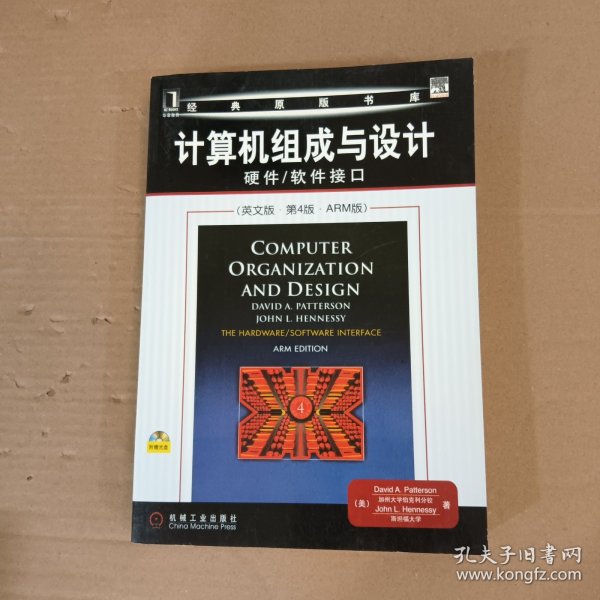 经典原版书库
计算机组成与设计
硬件/软件接口
(英文版·第4版·ARM版)
COMPUTER
ORGANIZATION
AND DESIGN
DAVID A. PATTERSON
JOHN L. HENNESSY
THE HARDWARE/SOFTWARE INTERFACE
ARM EDITION
4
附赠光盘
David A. Patterson
加州大学伯克利分校
(美)
John L. Hennessy
著
斯坦福大学
机械工业出版社
China Machine Press
孔夫子旧书网
www.kongfz.com